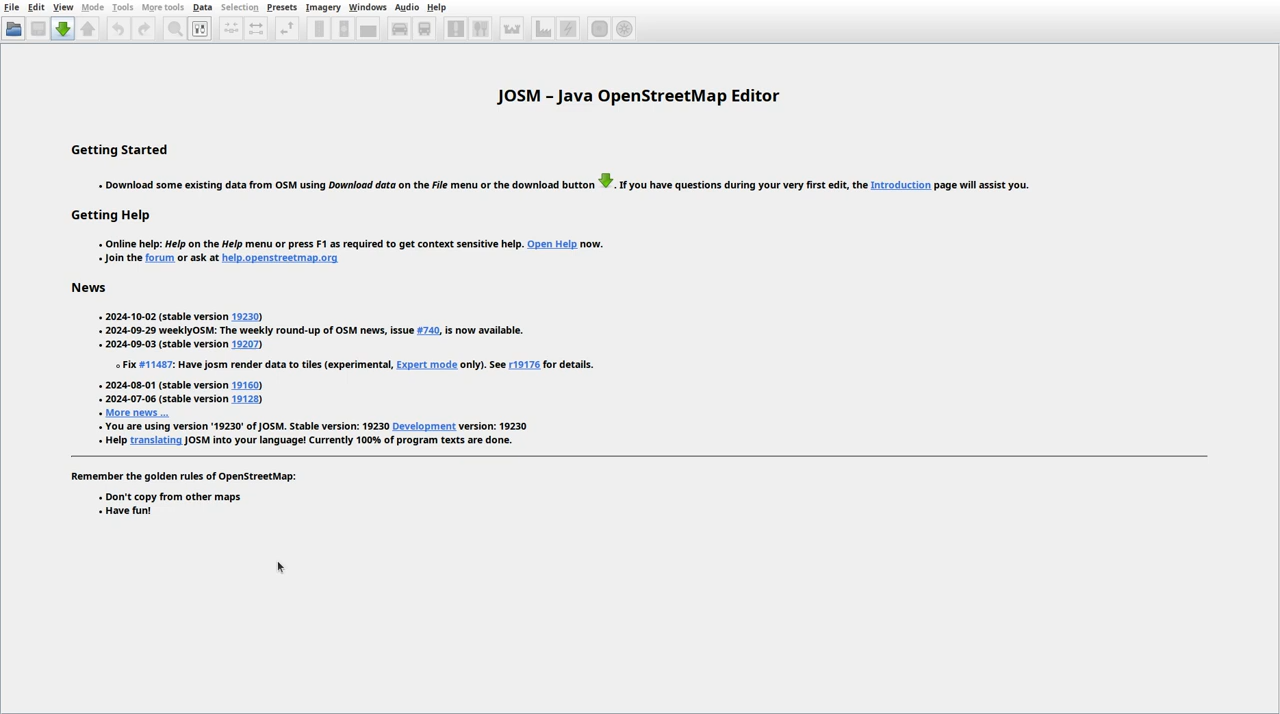 File Edit View Mode Tools More tools Data Selection Presets Imagery Windows Audio Help
JOSM – Java OpenStreetMap Editor
Getting Started
• Download some existing data from OSM using Download data on the File menu or the download button . If you have questions during your very first edit, the Introduction page will assist you.
Getting Help
• Online help: Help on the Help menu or press F1 as required to get context sensitive help. Open Help now.
• Join the forum or ask at help.openstreetmap.org
News
• 2024-10-02 (stable version 19230)
• 2024-09-29 weeklyOSM: The weekly round-up of OSM news, issue #740, is now available.
• 2024-09-03 (stable version 19207)
◦ Fix #11487: Have josm render data to tiles (experimental, Expert mode only). See r19176 for details.
• 2024-08-01 (stable version 19160)
• 2024-07-06 (stable version 19128)
• More news ...
• You are using version '19230' of JOSM. Stable version: 19230 Development version: 19230
• Help translating JOSM into your language! Currently 100% of program texts are done.
Remember the golden rules of OpenStreetMap:
• Don't copy from other maps
• Have fun!